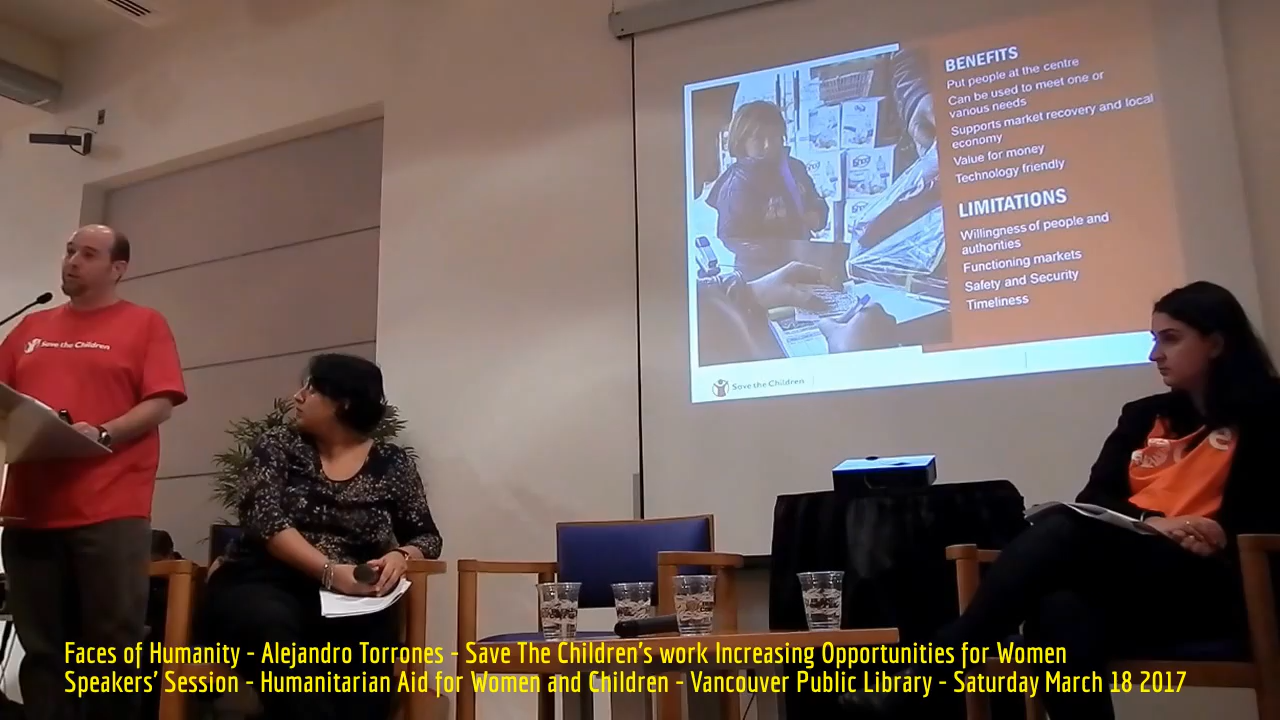 BENEFITS
Put people at the centre
Can be used to meet one or
various needs
Supports market recovery and local
economy
Value for money
Technology friendly
LIMITATIONS
Willingness of people and
authorities
Functioning markets
Safety and Security
Timeliness
Save the Children
Save the Children
Faces of Humanity - Alejandro Torrones - Save The Children's work Increasing Opportunities for Women
Speakers' Session - Humanitarian Aid for Women and Children - Vancouver Public Library - Saturday March 18 2017